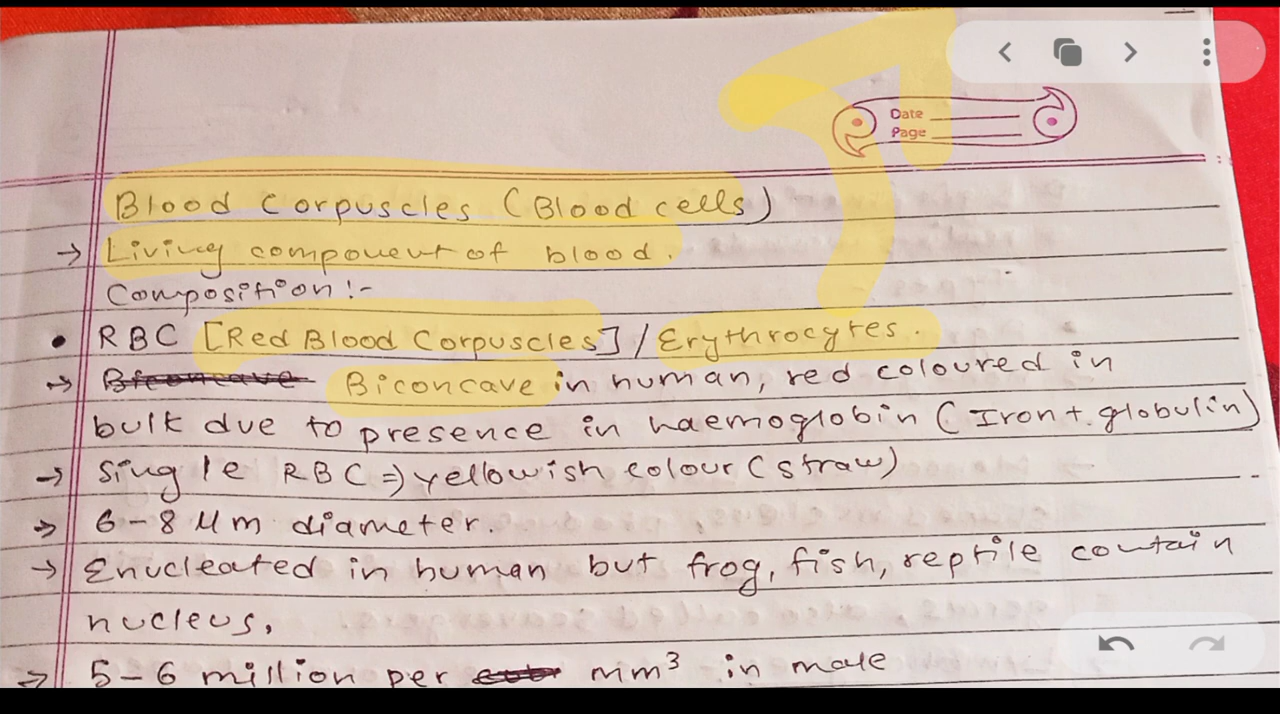 Date
Page
Blood Corpuscles (Blood cells)
→ Living component of blood.
Composition :-
• RBC [Red Blood Corpuscles] / Erythrocytes.
→ Biconcave Biconcave in human, red coloured in
bulk due to presence in haemoglobin (Iron + globulin)
→ Single RBC ⇒ yellowish colour (straw)
→ 6-8 μm diameter.
→ Enucleated in human but frog, fish, reptile contain
nucleus,
→ 5-6 million per mm³ in male